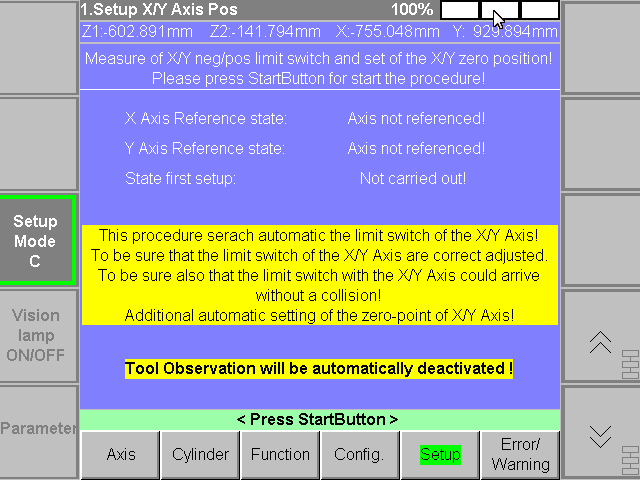 1.Setup X/Y Axis Pos 100%
Z1:-602.891mm Z2:-141.794mm X:-755.048mm Y: 929.894mm
Measure of X/Y neg/pos limit switch and set of the X/Y zero position!
Please press StartButton for start the procedure!
X Axis Reference state: Axis not referenced!
Y Axis Reference state: Axis not referenced!
State first setup: Not carried out!
Setup
Mode
C
This procedure serach automatic the limit switch of the X/Y Axis!
To be sure that the limit switch of the X/Y Axis are correct adjusted.
To be sure also that the limit switch with the X/Y Axis could arrive
without a collision!
Additional automatic setting of the zero-point of X/Y Axis!
Vision
lamp
ON/OFF
Tool Observation will be automatically deactivated !
Parameter
< Press StartButton >
Axis Cylinder Function Config. Setup Error/
Warning